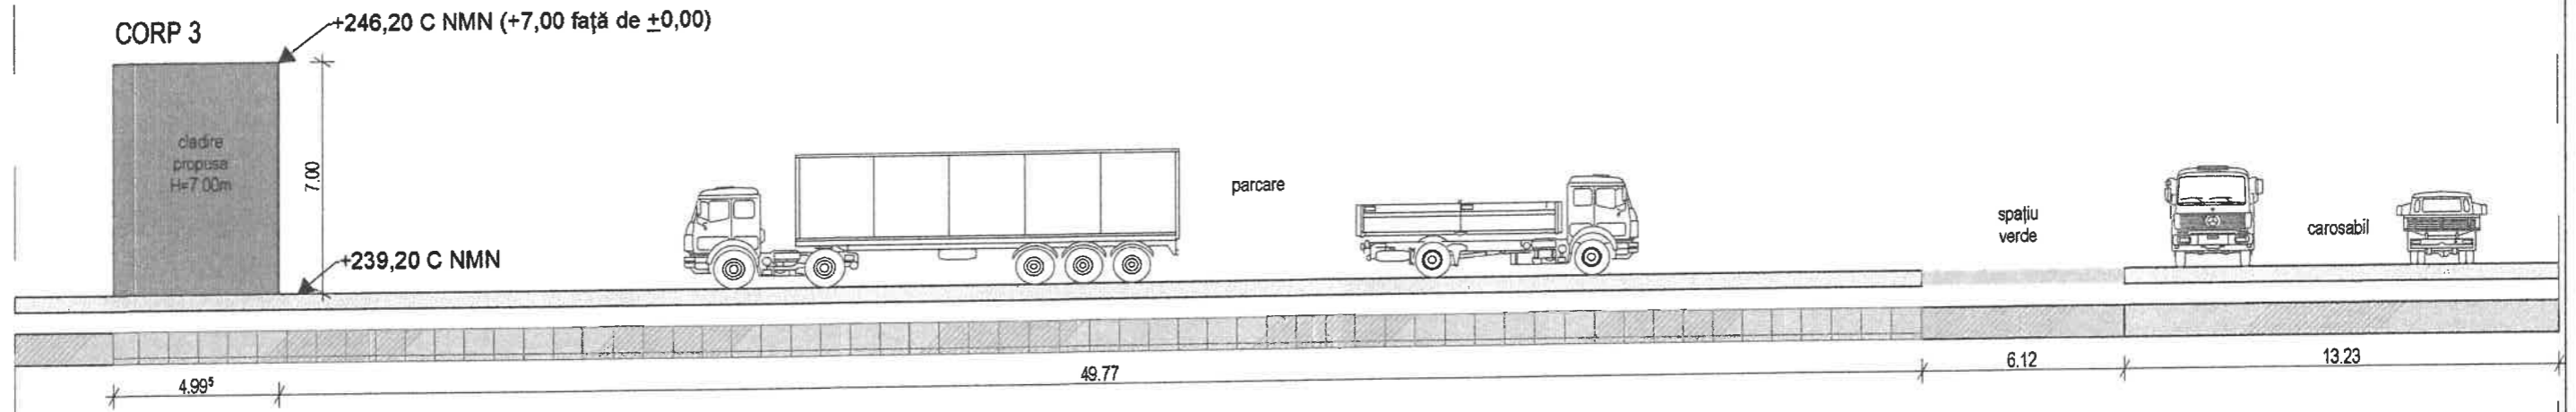 CORP 3
+246,20 C NMN (+7,00 față de ±0,00)
cladire
propusa
H=7.00m
7.00
+239,20 C NMN
parcare
spațiu
verde
carosabil
4.99⁵
49.77
6.12
13.23